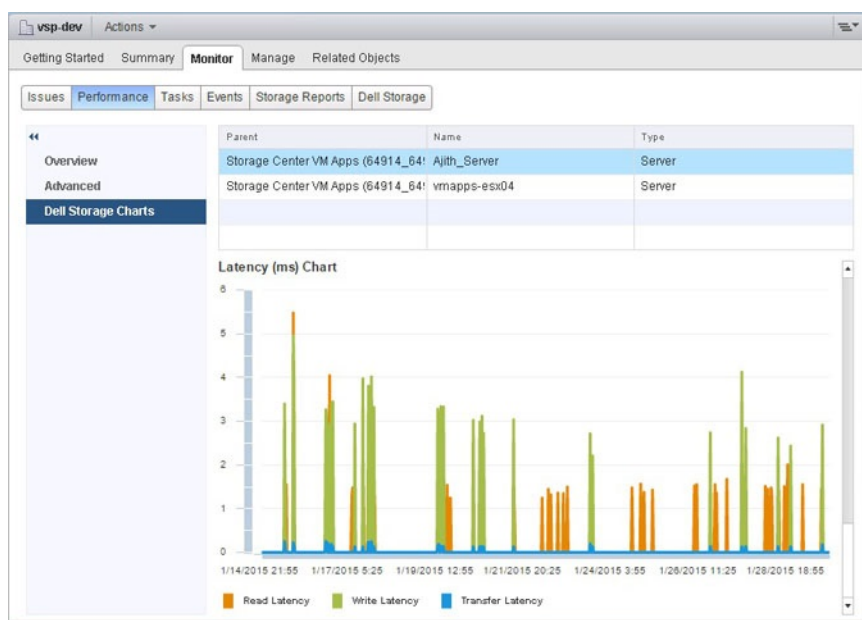 vsp-dev Actions
Getting Started Summary Monitor Manage Related Objects
Issues Performance Tasks Events Storage Reports Dell Storage
Parent Name Type
Overview
Storage Center VM Apps (64914_64 Ajith_Server Server
Advanced
Storage Center VM Apps (64914_64 vmapps-esx04 Server
Dell Storage Charts
Latency (ms) Chart
6
5
4
3
2
1
0
1/14/2015 21:55 1/17/2015 5:25 1/19/2015 12:55 1/21/2015 20:25 1/24/2015 3:55 1/26/2015 11:25 1/28/2015 18:55
Read Latency Write Latency Transfer Latency